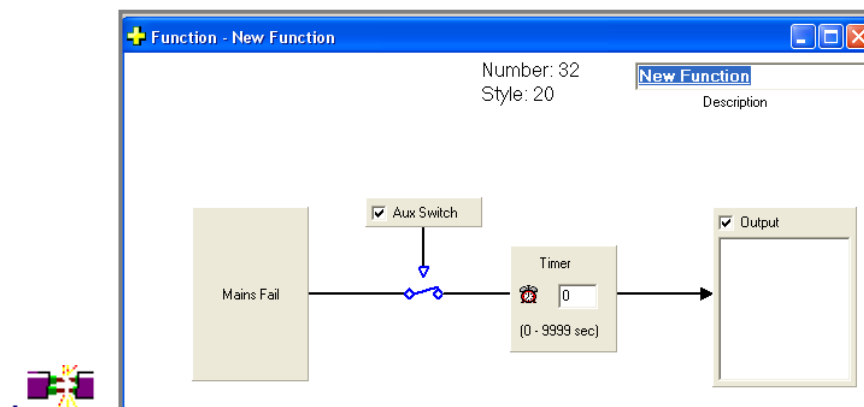 Function - New Function
Number: 32
Style: 20
New Function
Description
Aux Switch
Output
Mains Fail
Timer
0
(0 - 9999 sec)